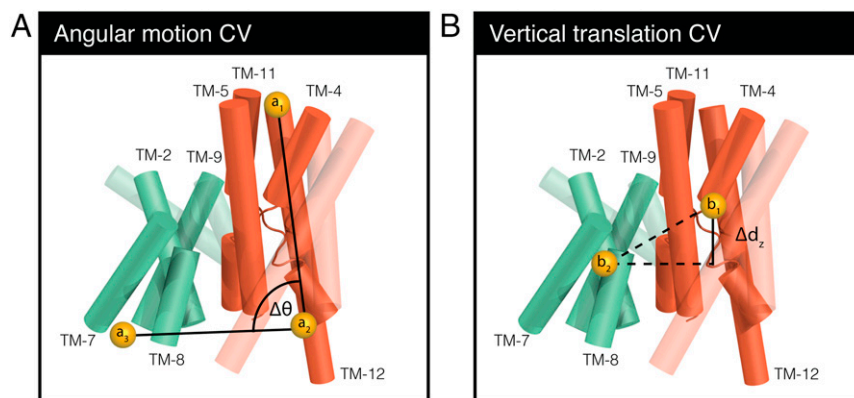 A
Angular motion CV
TM-11
TM-5
TM-4
a1
TM-2
TM-9
Δθ
a2
a3
TM-7
TM-8
TM-12
B
Vertical translation CV
TM-11
TM-5
TM-4
TM-2
TM-9
b1
Δdz
b2
TM-7
TM-8
TM-12